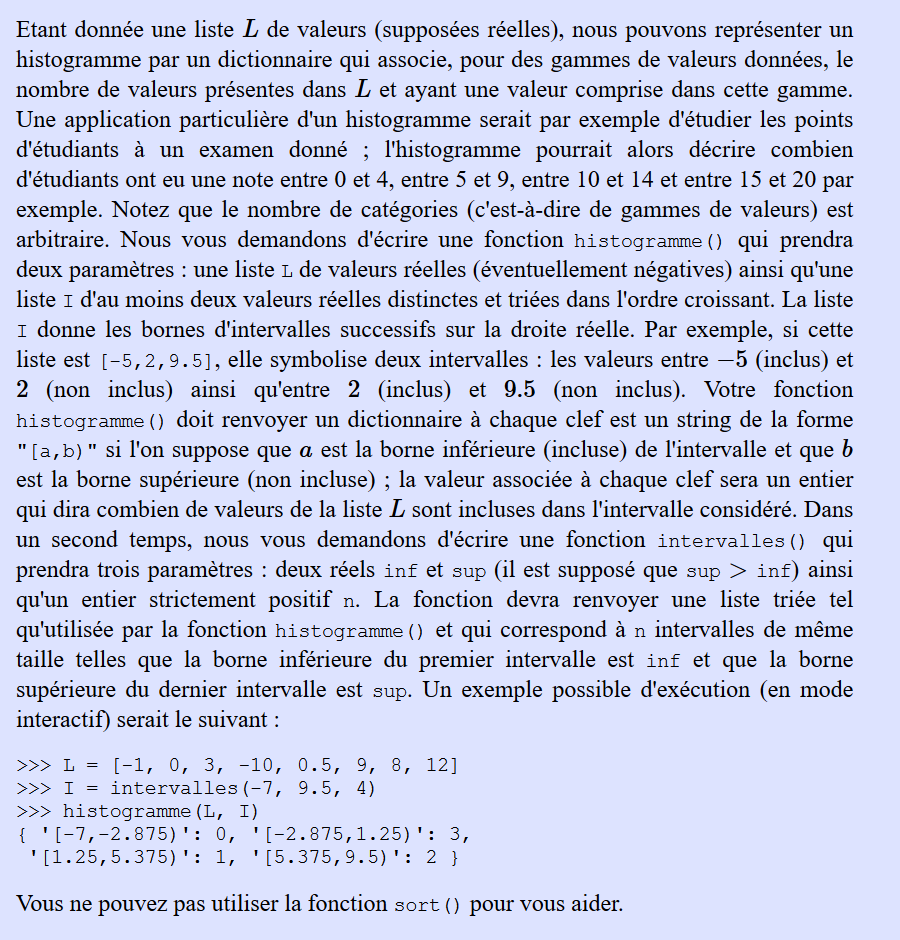 Etant donnée une liste L de valeurs (supposées réelles), nous pouvons représenter un
histogramme par un dictionnaire qui associe, pour des gammes de valeurs données, le
nombre de valeurs présentes dans L et ayant une valeur comprise dans cette gamme.
Une application particulière d'un histogramme serait par exemple d'étudier les points
d'étudiants à un examen donné ; l'histogramme pourrait alors décrire combien
d'étudiants ont eu une note entre 0 et 4, entre 5 et 9, entre 10 et 14 et entre 15 et 20 par
exemple. Notez que le nombre de catégories (c'est-à-dire de gammes de valeurs) est
arbitraire. Nous vous demandons d'écrire une fonction histogramme() qui prendra
deux paramètres : une liste L de valeurs réelles (éventuellement négatives) ainsi qu'une
liste I d'au moins deux valeurs réelles distinctes et triées dans l'ordre croissant. La liste
I donne les bornes d'intervalles successifs sur la droite réelle. Par exemple, si cette
liste est [-5,2,9.5], elle symbolise deux intervalles : les valeurs entre −5 (inclus) et
2 (non inclus) ainsi qu'entre 2 (inclus) et 9.5 (non inclus). Votre fonction
histogramme() doit renvoyer un dictionnaire à chaque clef est un string de la forme
"[a,b)" si l'on suppose que a est la borne inférieure (incluse) de l'intervalle et que b
est la borne supérieure (non incluse) ; la valeur associée à chaque clef sera un entier
qui dira combien de valeurs de la liste L sont incluses dans l'intervalle considéré. Dans
un second temps, nous vous demandons d'écrire une fonction intervalles() qui
prendra trois paramètres : deux réels inf et sup (il est supposé que sup > inf) ainsi
qu'un entier strictement positif n. La fonction devra renvoyer une liste triée tel
qu'utilisée par la fonction histogramme() et qui correspond à n intervalles de même
taille telles que la borne inférieure du premier intervalle est inf et que la borne
supérieure du dernier intervalle est sup. Un exemple possible d'exécution (en mode
interactif) serait le suivant :
>>> L = [-1, 0, 3, -10, 0.5, 9, 8, 12]
>>> I = intervalles(-7, 9.5, 4)
>>> histogramme(L, I)
{ '[-7,-2.875)': 0, '[-2.875,1.25)': 3,
'[1.25,5.375)': 1, '[5.375,9.5)': 2 }
Vous ne pouvez pas utiliser la fonction sort() pour vous aider.